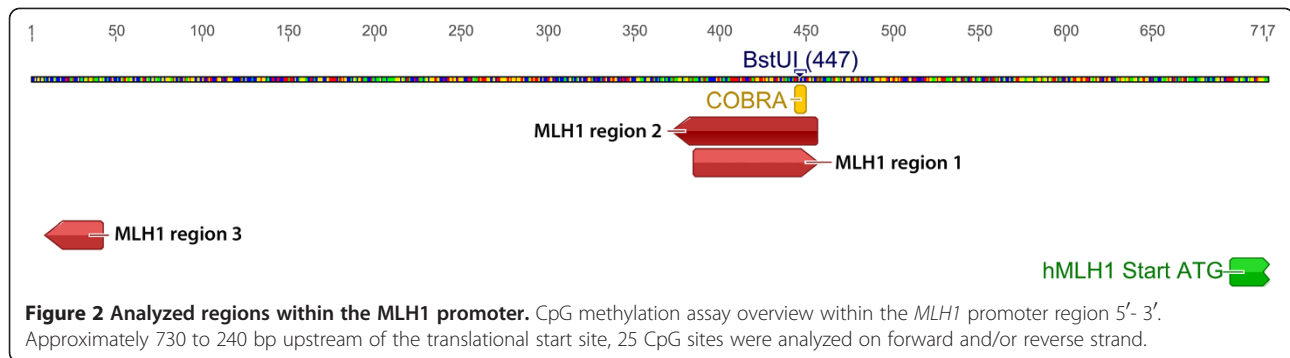 1 50 100 150 200 250 300 350 400 450 500 550 600 650 717
BstUI (447)
COBRA
MLH1 region 2
MLH1 region 1
MLH1 region 3
hMLH1 Start ATG
Figure 2 Analyzed regions within the MLH1 promoter. CpG methylation assay overview within the MLH1 promoter region 5′- 3′.
Approximately 730 to 240 bp upstream of the translational start site, 25 CpG sites were analyzed on forward and/or reverse strand.